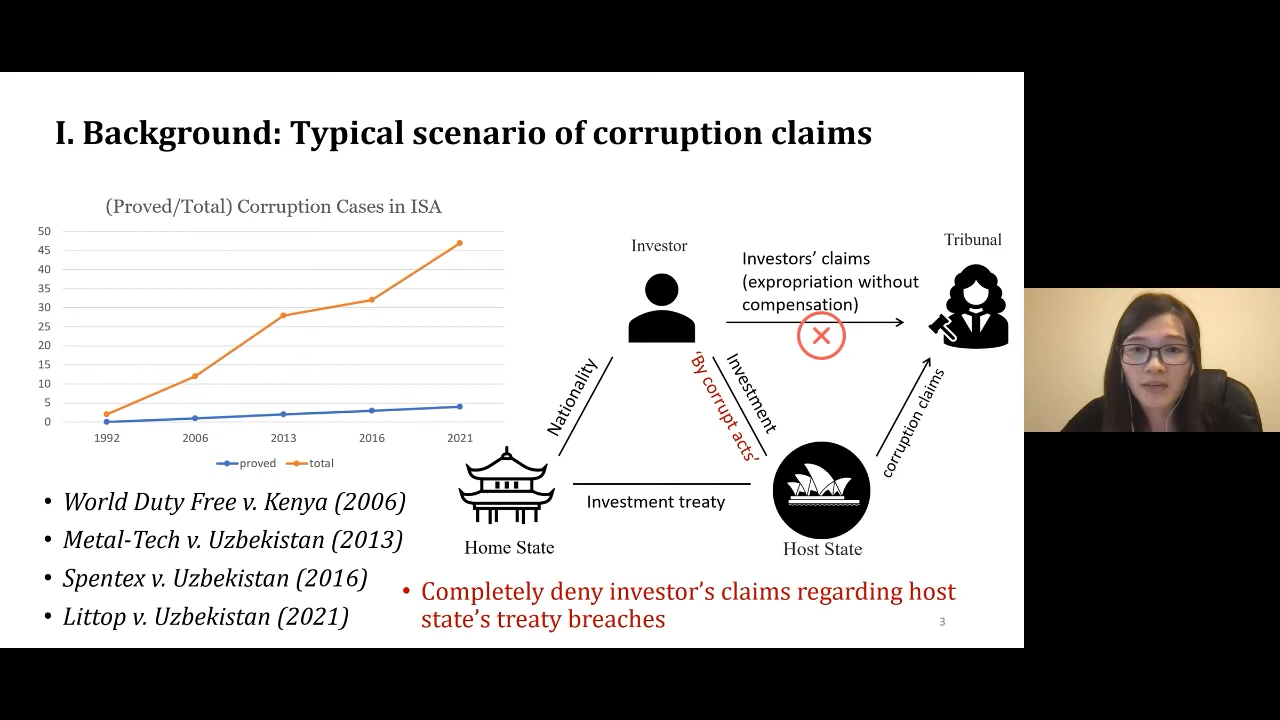 I. Background: Typical scenario of corruption claims
(Proved/Total) Corruption Cases in ISA
50
45
40
35
30
25
20
15
10
5
0
1992 2006 2013 2016 2021
proved total
• World Duty Free v. Kenya (2006)
• Metal-Tech v. Uzbekistan (2013)
• Spentex v. Uzbekistan (2016)
• Littop v. Uzbekistan (2021)
Investor
Tribunal
Investors’ claims
(expropriation without
compensation)
Nationality
‘By corrupt acts’
Investment
corruption claims
Investment treaty
Home State
Host State
• Completely deny investor’s claims regarding host
state’s treaty breaches
3